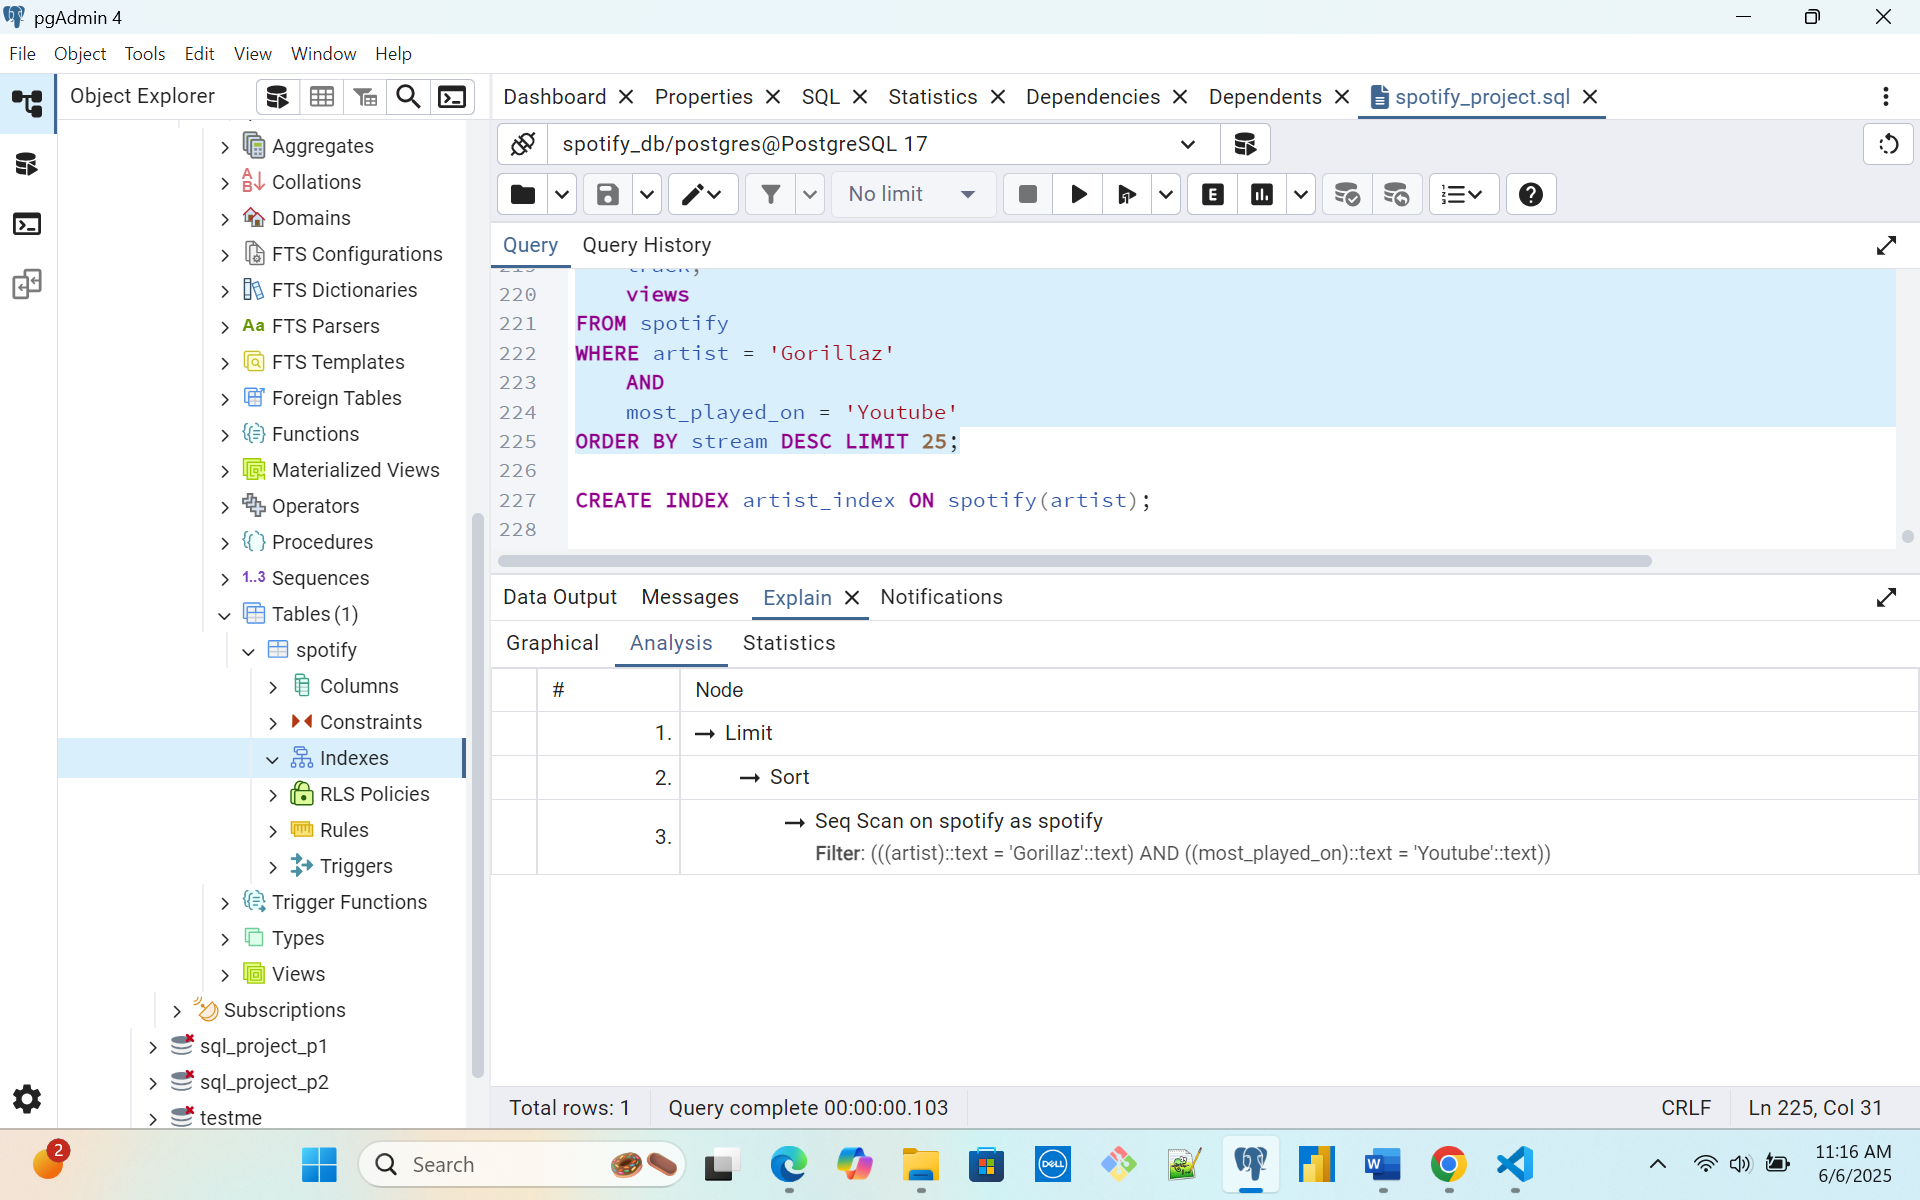 pgAdmin 4
File Object Tools Edit View Window Help
Object Explorer
Dashboard Properties SQL Statistics Dependencies Dependents spotify_project.sql
spotify_db/postgres@PostgreSQL 17
No limit
E
Query Query History
Aggregates
Collations
Domains
FTS Configurations
FTS Dictionaries
Aa FTS Parsers
FTS Templates
Foreign Tables
Functions
Materialized Views
Operators
Procedures
1..3 Sequences
Tables (1)
spotify
Columns
Constraints
Indexes
RLS Policies
Rules
Triggers
Trigger Functions
Types
Views
Subscriptions
sql_project_p1
sql_project_p2
testme
219 track,
220 views
221 FROM spotify
222 WHERE artist = 'Gorillaz'
223 AND
224 most_played_on = 'Youtube'
225 ORDER BY stream DESC LIMIT 25;
226
227 CREATE INDEX artist_index ON spotify(artist);
228
Data Output Messages Explain Notifications
Graphical Analysis Statistics
# Node
1. → Limit
2. → Sort
3. → Seq Scan on spotify as spotify
Filter: (((artist)::text = 'Gorillaz'::text) AND ((most_played_on)::text = 'Youtube'::text))
Total rows: 1 Query complete 00:00:00.103 CRLF Ln 225, Col 31
2
Search
DELL
W
11:16 AM
6/6/2025